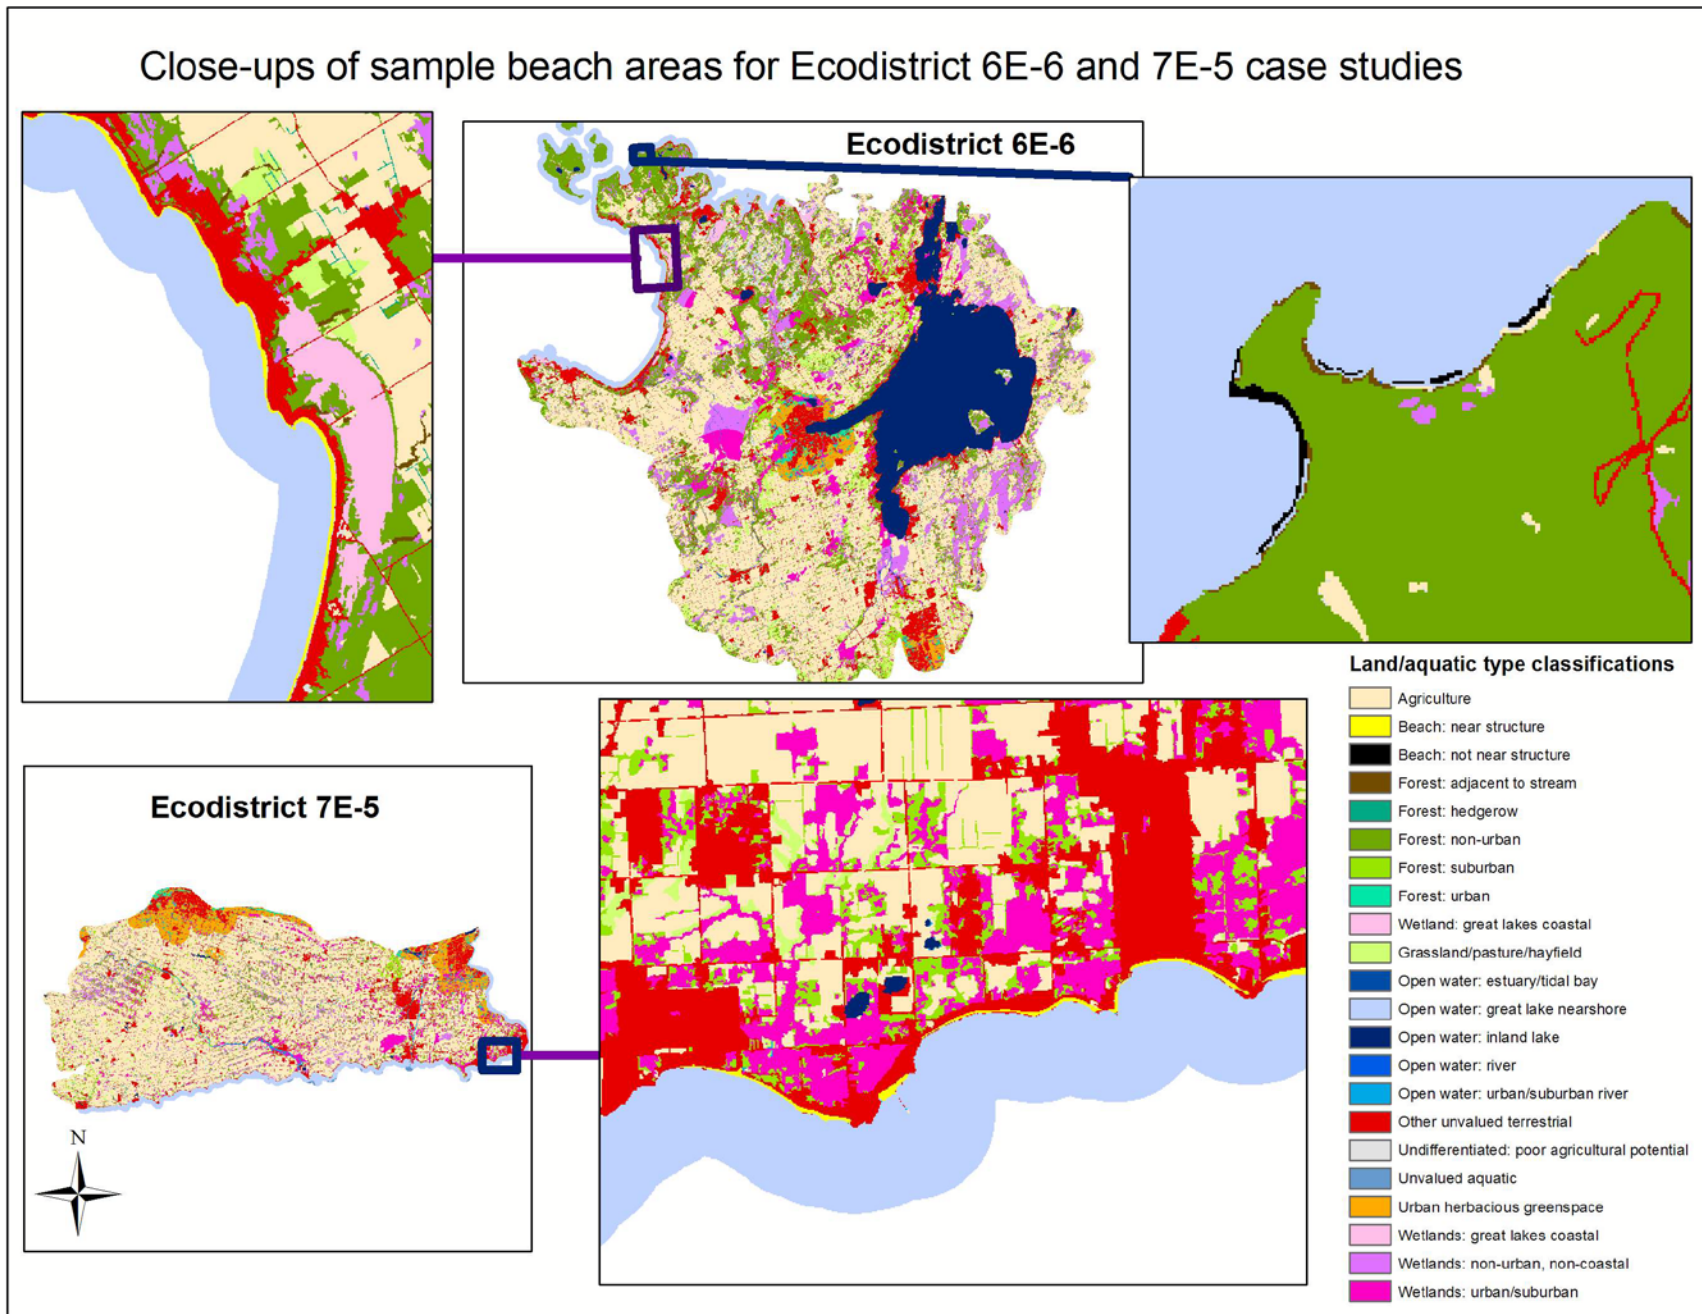 Close-ups of sample beach areas for Ecodistrict 6E-6 and 7E-5 case studies
Ecodistrict 6E-6
Ecodistrict 7E-5
N
Land/aquatic type classifications
Agriculture
Beach: near structure
Beach: not near structure
Forest: adjacent to stream
Forest: hedgerow
Forest: non-urban
Forest: suburban
Forest: urban
Wetland: great lakes coastal
Grassland/pasture/hayfield
Open water: estuary/tidal bay
Open water: great lake nearshore
Open water: inland lake
Open water: river
Open water: urban/suburban river
Other unvalued terrestrial
Undifferentiated: poor agricultural potential
Unvalued aquatic
Urban herbacious greenspace
Wetlands: great lakes coastal
Wetlands: non-urban, non-coastal
Wetlands: urban/suburban